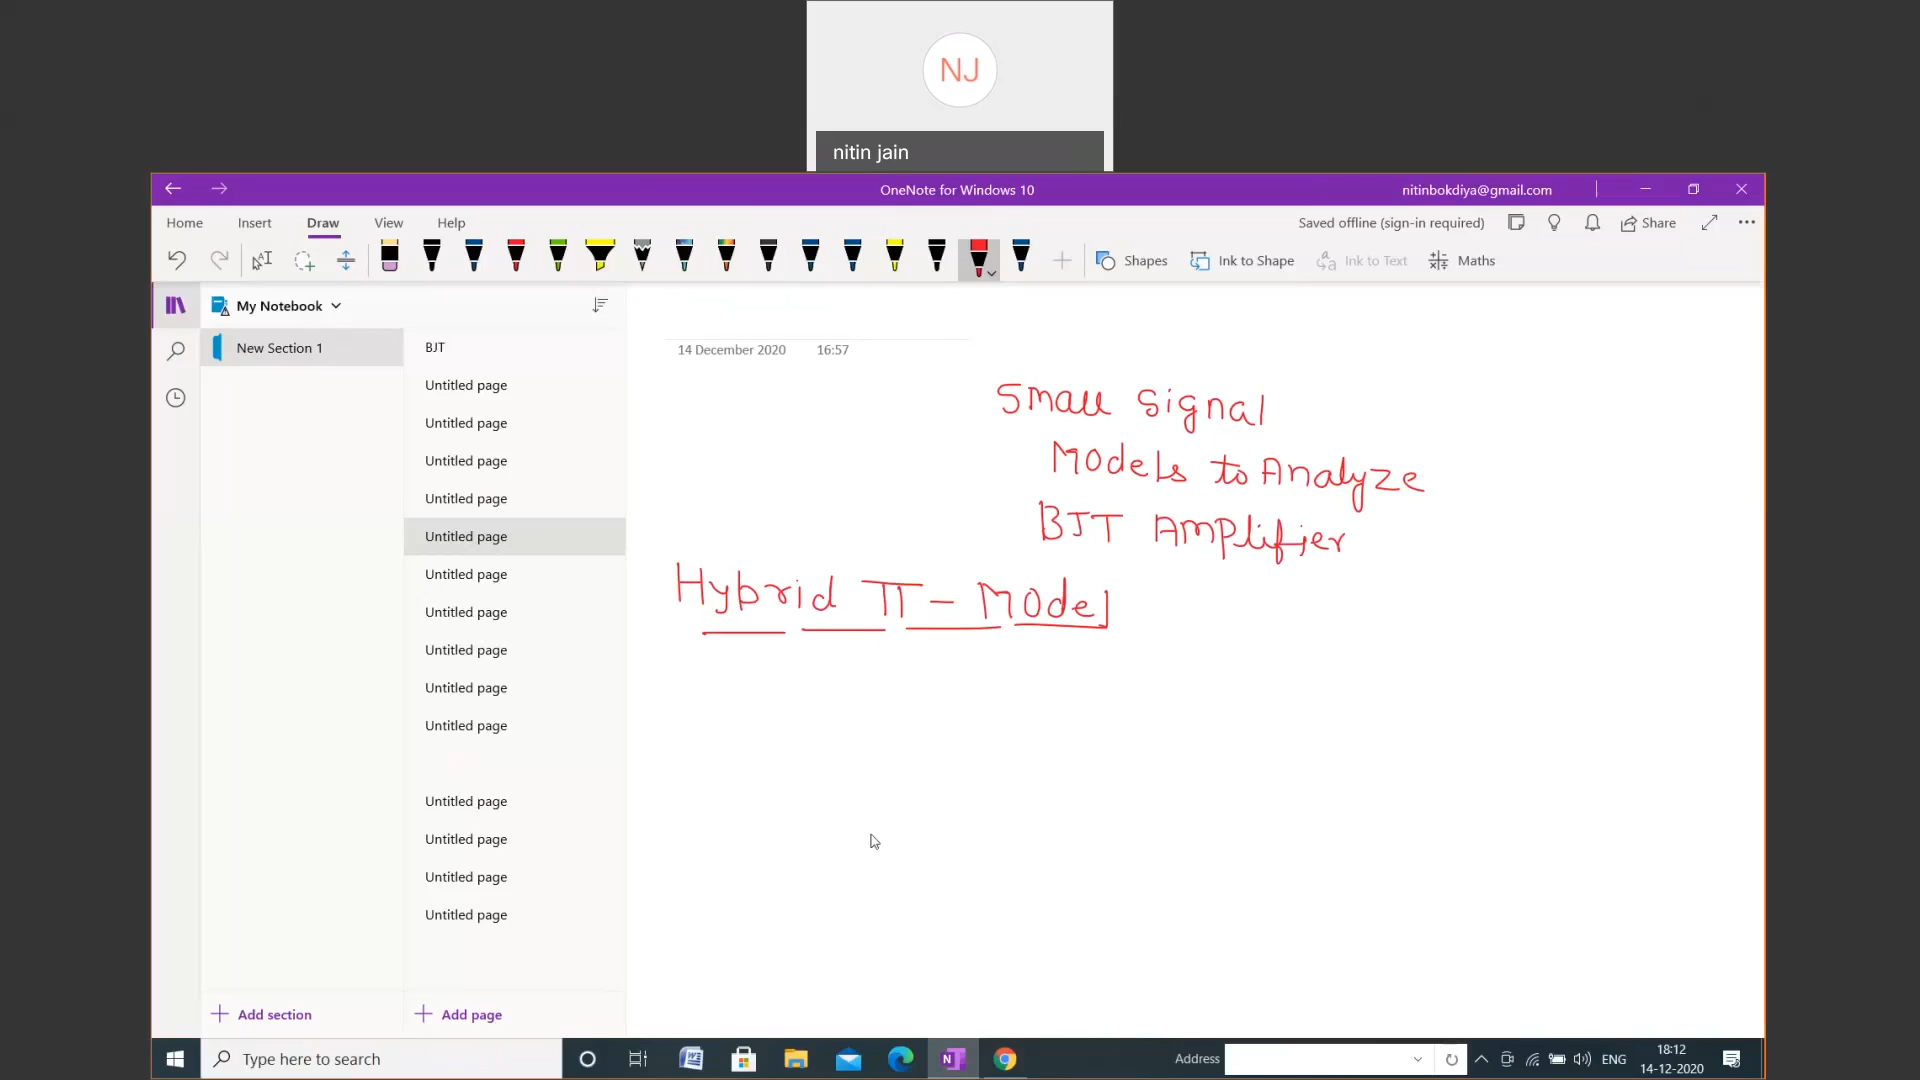 NJ
nitin jain
OneNote for Windows 10
nitinbokdiya@gmail.com
Home Insert Draw View Help
Saved offline (sign-in required)
Share
Shapes
Ink to Shape
Ink to Text
Maths
My Notebook
New Section 1
BJT
Untitled page
Untitled page
Untitled page
Untitled page
Untitled page
Untitled page
Untitled page
Untitled page
Untitled page
Untitled page
Untitled page
Untitled page
Untitled page
Untitled page
Add section
Add page
14 December 2020 16:57
Small Signal
Models to Analyze
BJT Amplifier
Hybrid π - Model
Type here to search
Address
ENG
18:12
14-12-2020